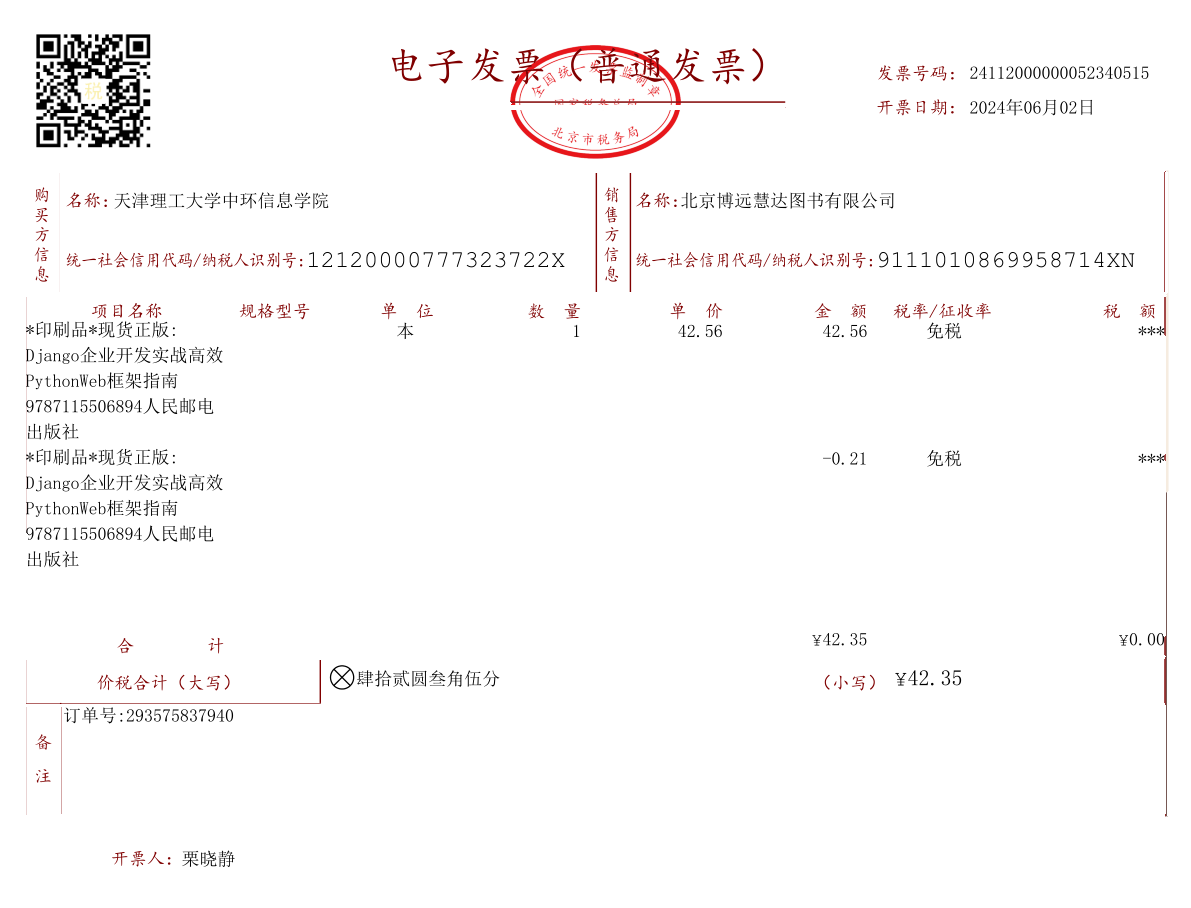 电子发票（普通发票）
全国统一发票监制章
国家税务总局
北京市税务局
税
发票号码：24112000000052340515
开票日期：2024年06月02日
购买方信息
名称：天津理工大学中环信息学院
统一社会信用代码/纳税人识别号：12120000777323722X
销售方信息
名称：北京博远慧达图书有限公司
统一社会信用代码/纳税人识别号：9111010869958714XN
项目名称 规格型号 单位 数量 单价 金额 税率/征收率 税额
*印刷品*现货正版: 本 1 42.56 42.56 免税 ***
Django企业开发实战高效
PythonWeb框架指南
9787115506894人民邮电
出版社
*印刷品*现货正版: -0.21 免税 ***
Django企业开发实战高效
PythonWeb框架指南
9787115506894人民邮电
出版社
合计 ¥42.35 ¥0.00
价税合计（大写） ⊗肆拾贰圆叁角伍分 （小写） ¥42.35
备注
订单号:293575837940
开票人：栗晓静